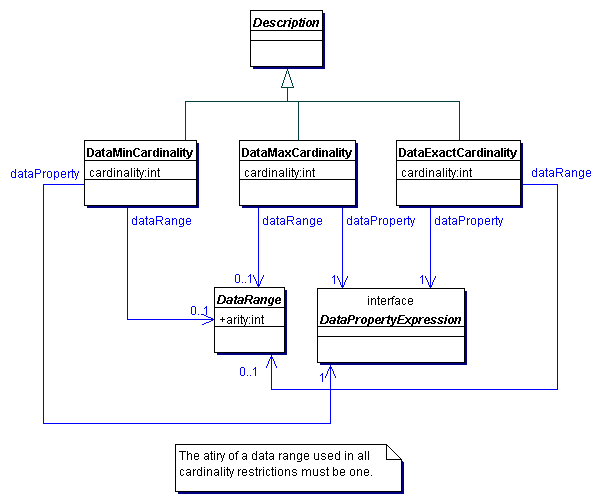 Description
DataMinCardinality
cardinality:int
DataMaxCardinality
cardinality:int
DataExactCardinality
cardinality:int
dataProperty
dataRange
dataRange
dataRange
dataProperty
dataProperty
0..1
1
1
0..1
DataRange
+arity:int
interface
DataPropertyExpression
0..1
1
The atiry of a data range used in all
cardinality restrictions must be one.